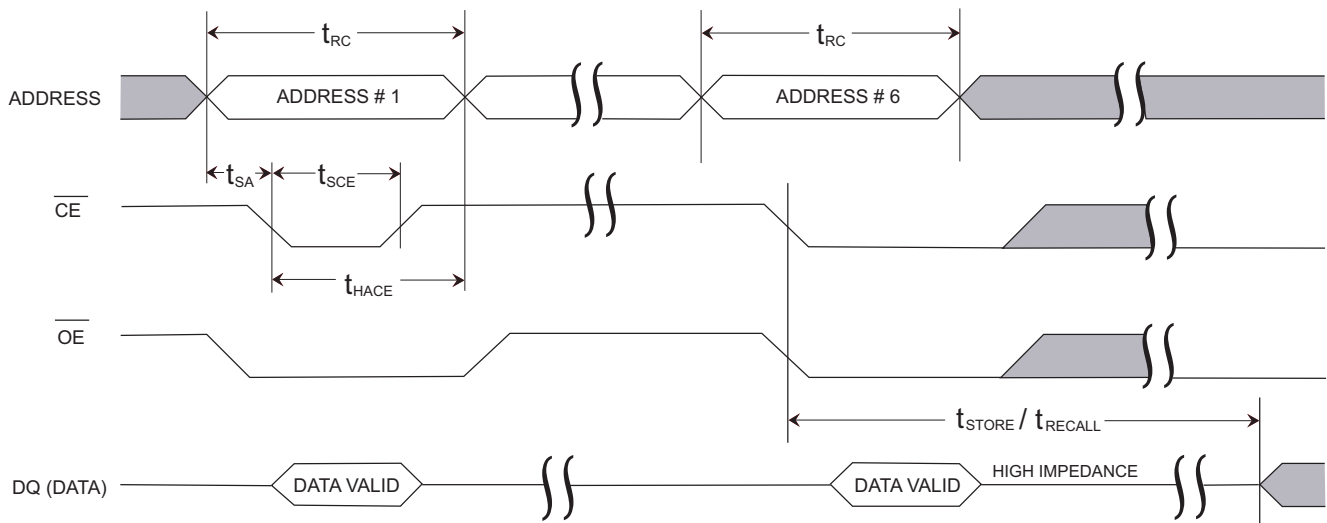 tRC
tRC
ADDRESS
ADDRESS # 1
ADDRESS # 6
tSA
tSCE
CE
tHACE
OE
tSTORE / tRECALL
DQ (DATA)
DATA VALID
DATA VALID
HIGH IMPEDANCE